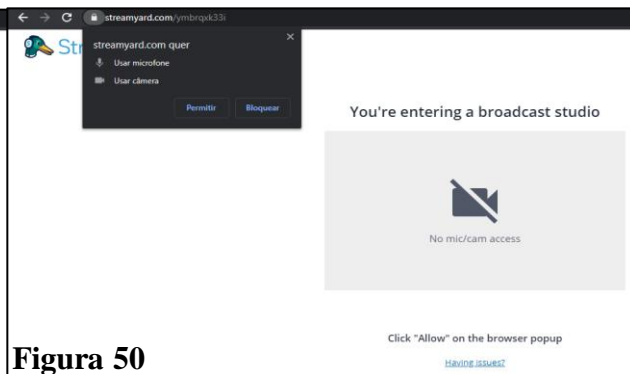 streamyard.com/ymbrqxk33i
Str
streamyard.com quer
Usar microfone
Usar câmera
Permitir Bloquear
You're entering a broadcast studio
No mic/cam access
Click "Allow" on the browser popup
Having issues?
Figura 50